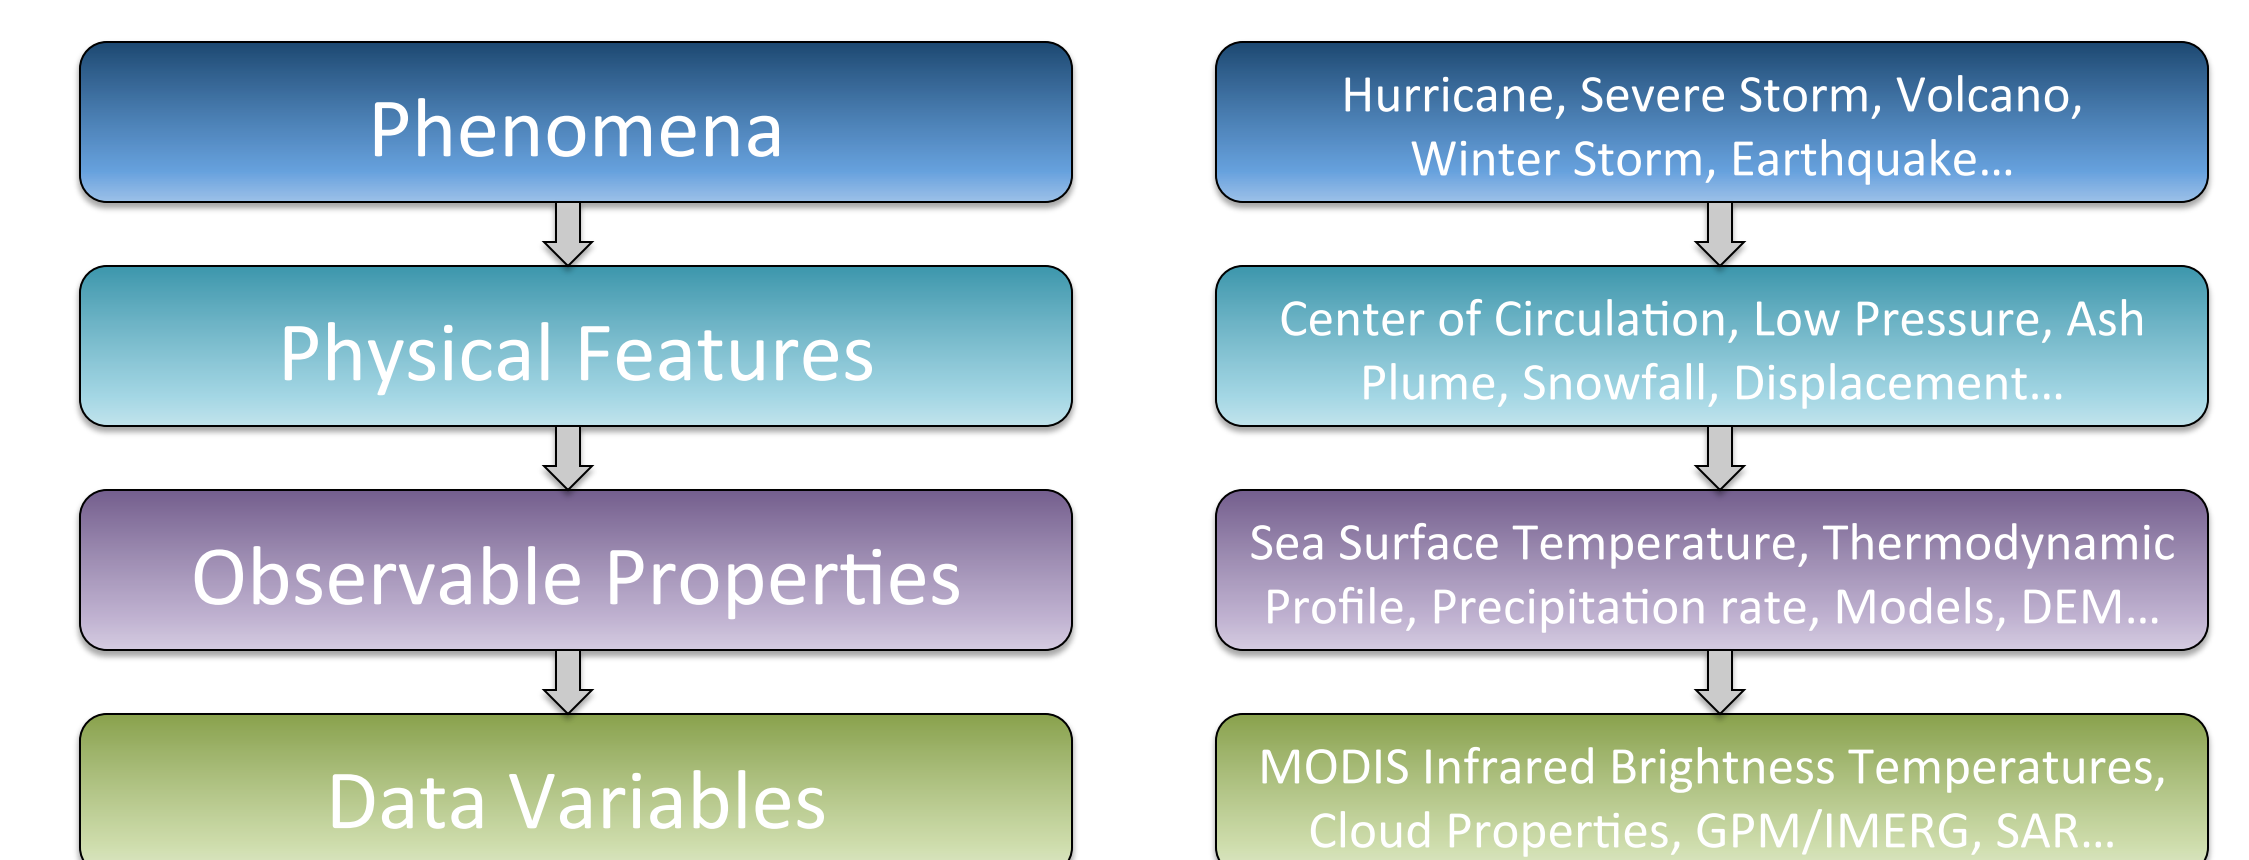 Phenomena
Hurricane, Severe Storm, Volcano,
Winter Storm, Earthquake...
Physical Features
Center of Circulation, Low Pressure, Ash
Plume, Snowfall, Displacement...
Observable Properties
Sea Surface Temperature, Thermodynamic
Profile, Precipitation rate, Models, DEM...
Data Variables
MODIS Infrared Brightness Temperatures,
Cloud Properties, GPM/IMERG, SAR...